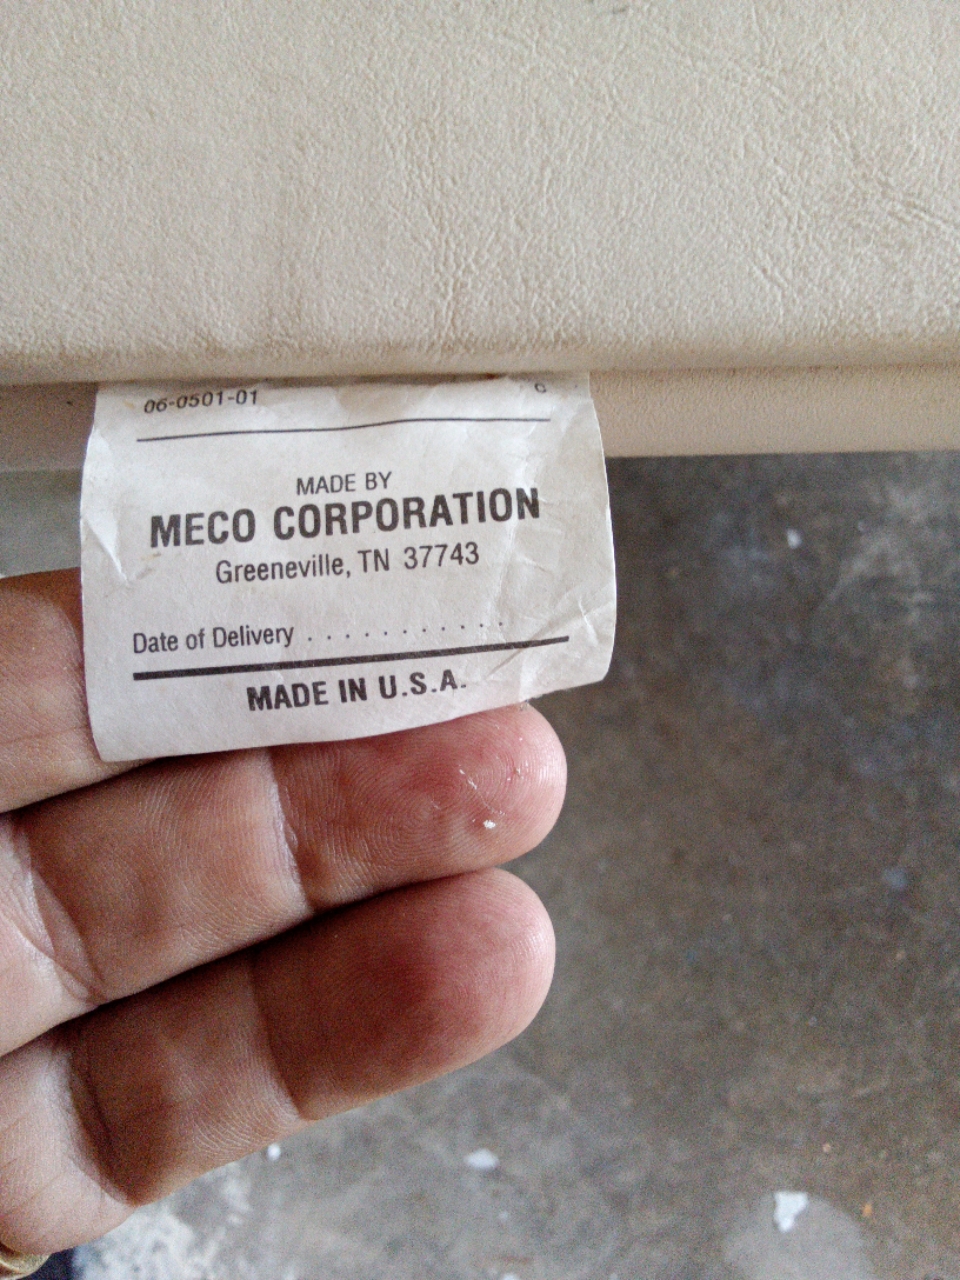 06-0501-01 C
MADE BY
MECO CORPORATION
Greeneville, TN 37743
Date of Delivery . . . . . . . . . . .
MADE IN U.S.A.